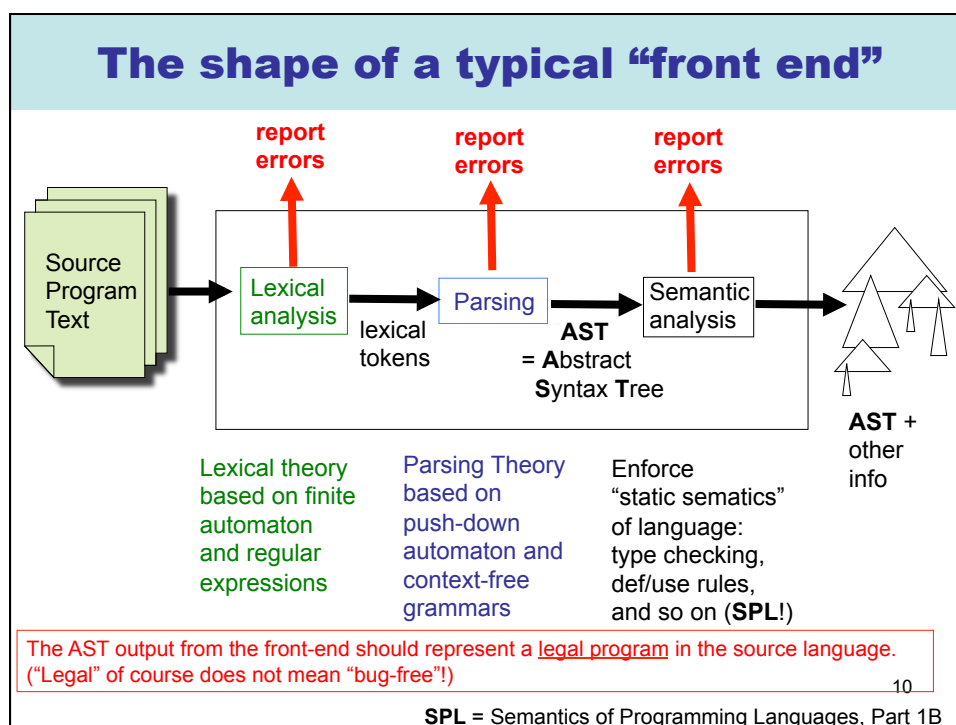 The shape of a typical “front end”
report
errors
report
errors
report
errors
Source
Program
Text
Lexical
analysis
lexical
tokens
Parsing
AST
= Abstract
Syntax Tree
Semantic
analysis
AST +
other
info
Lexical theory
based on finite
automaton
and regular
expressions
Parsing Theory
based on
push-down
automaton and
context-free
grammars
Enforce
“static sematics”
of language:
type checking,
def/use rules,
and so on (SPL!)
The AST output from the front-end should represent a legal program in the source language.
(“Legal” of course does not mean “bug-free”!)
10
SPL = Semantics of Programming Languages, Part 1B